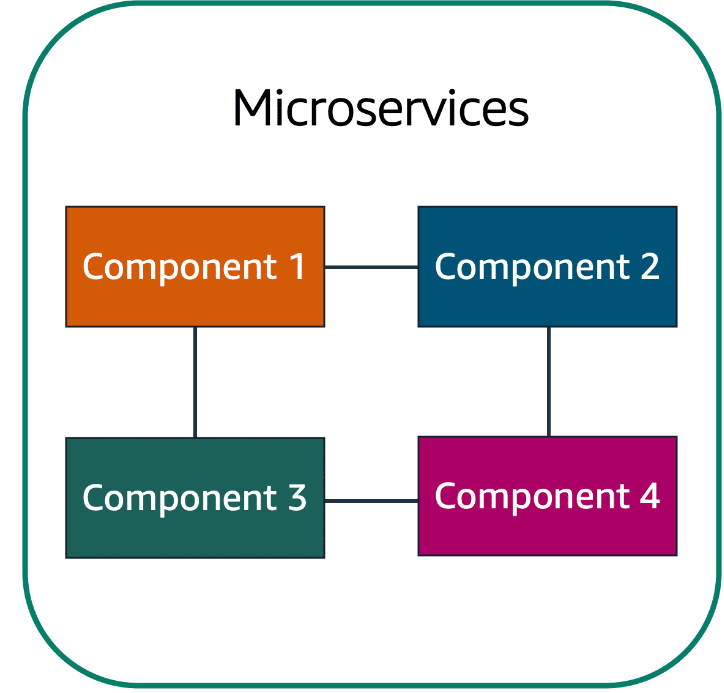 Microservices
Component 1
Component 2
Component 3
Component 4